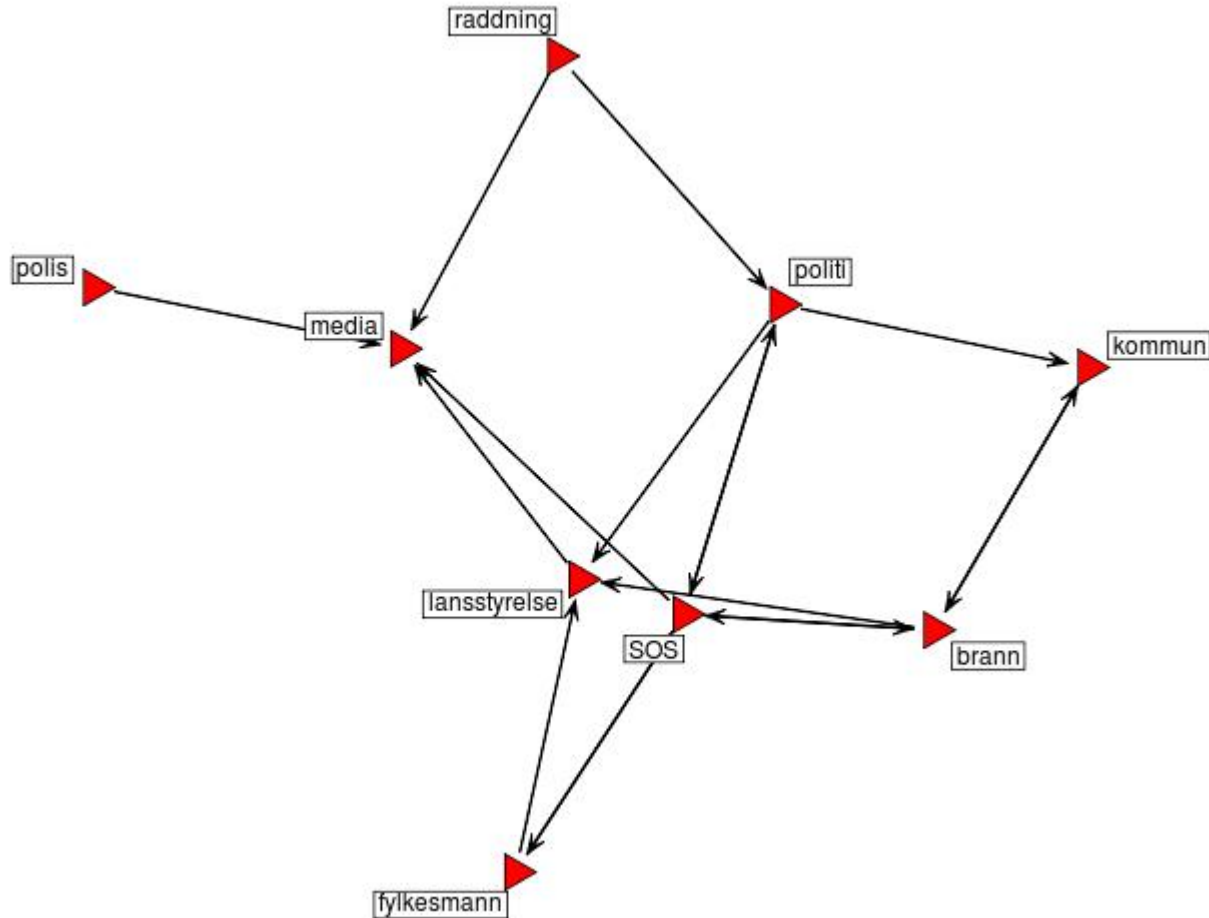 raddning
polis
politi
media
kommun
lansstyrelse
SOS
brann
fylkesmann